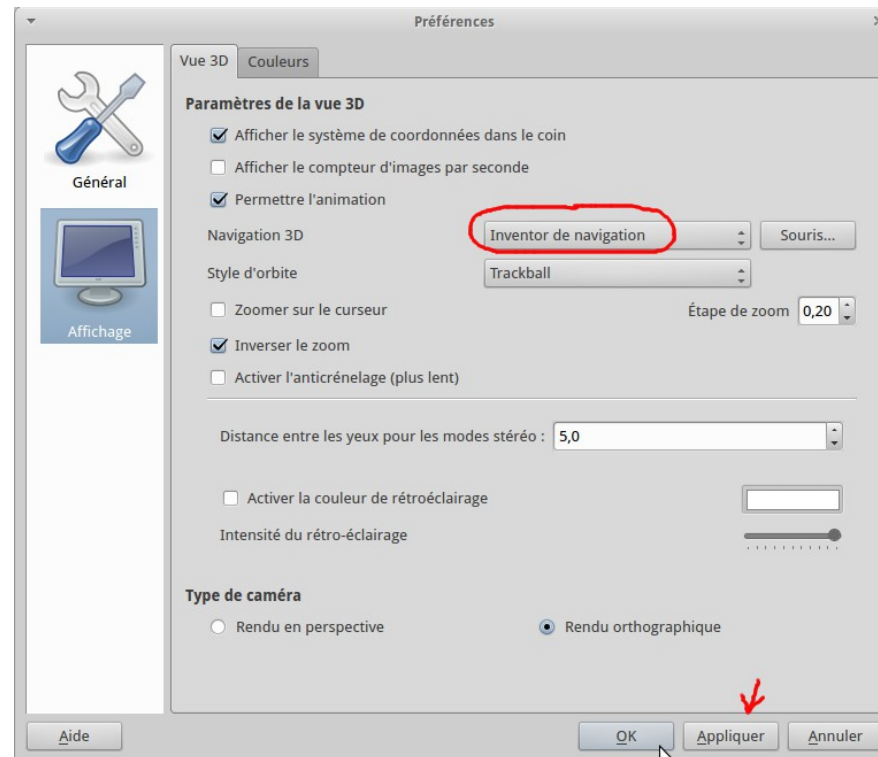 Préférences
Vue 3D Couleurs
Paramètres de la vue 3D
Afficher le système de coordonnées dans le coin
Afficher le compteur d'images par seconde
Général
Permettre l'animation
Navigation 3D Inventor de navigation Souris...
Style d'orbite Trackball
Zoomer sur le curseur Étape de zoom 0,20
Affichage
Inverser le zoom
Activer l'anticrénelage (plus lent)
Distance entre les yeux pour les modes stéréo : 5,0
Activer la couleur de rétroéclairage
Intensité du rétro-éclairage
Type de caméra
Rendu en perspective Rendu orthographique
Aide OK Appliquer Annuler